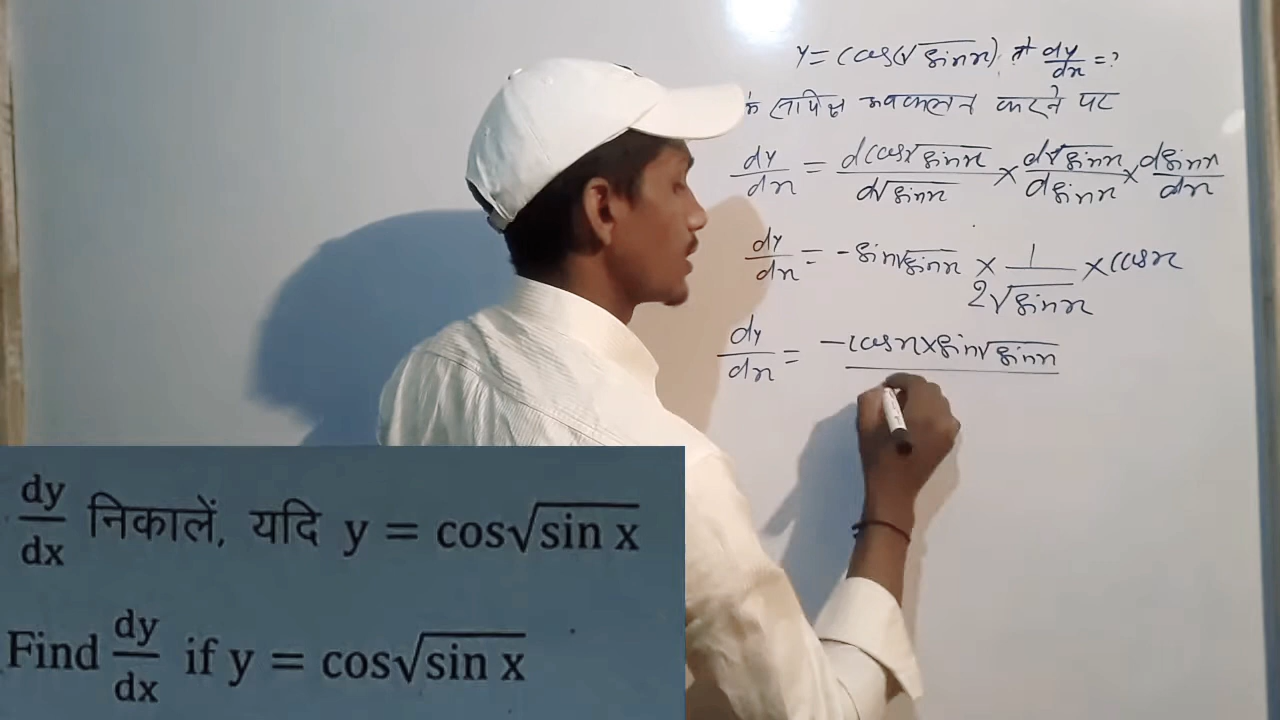 y = cos(√sinx) तो dy/dx = ?
के सापेक्ष अवकलन करने पर
dy/dx = dcos√sinx/d√sinx × d√sinx/dsinx × dsinx/dx
dy/dx = -sin√sinx × 1/2√sinx × cosx
dy/dx = -cosx×sin√sinx
dy/dx निकालें, यदि y = cos√sin x
Find dy/dx if y = cos√sin x